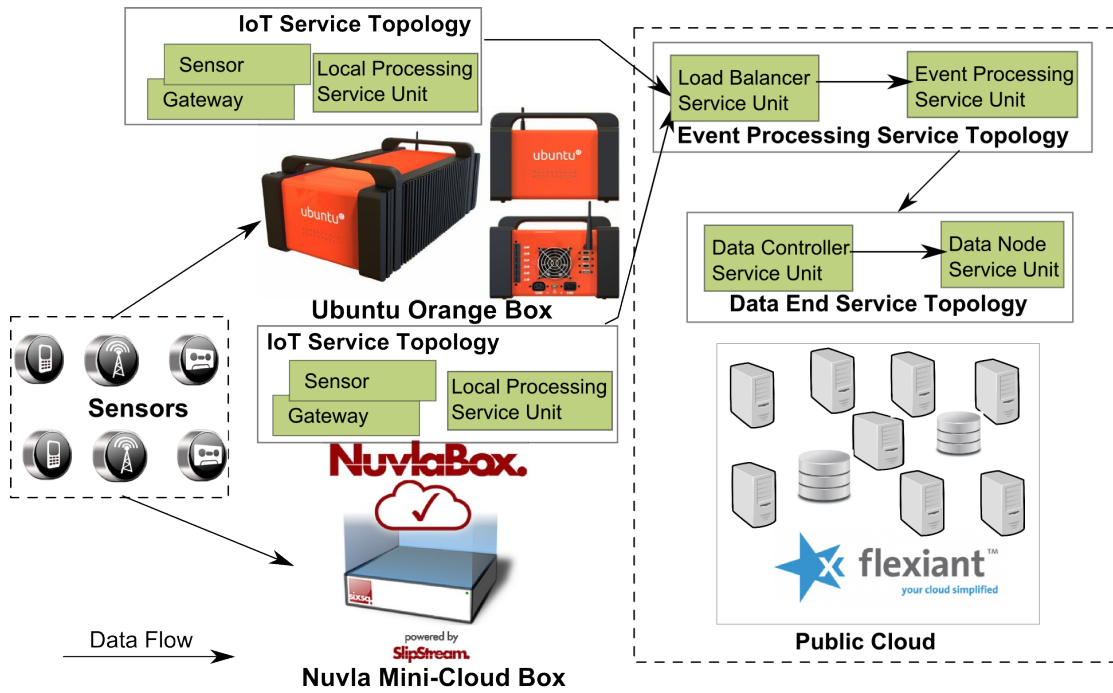 IoT Service Topology
Sensor
Gateway
Local Processing
Service Unit
ubuntu
ubuntu
Ubuntu Orange Box
Load Balancer
Service Unit
Event Processing
Service Unit
Event Processing Service Topology
Data Controller
Service Unit
Data Node
Service Unit
Data End Service Topology
Sensors
IoT Service Topology
Sensor
Gateway
Local Processing
Service Unit
NuvlaBox.
sixsq.
powered by
SlipStream.
Nuvla Mini-Cloud Box
Data Flow
x flexiant™
your cloud simplified
Public Cloud